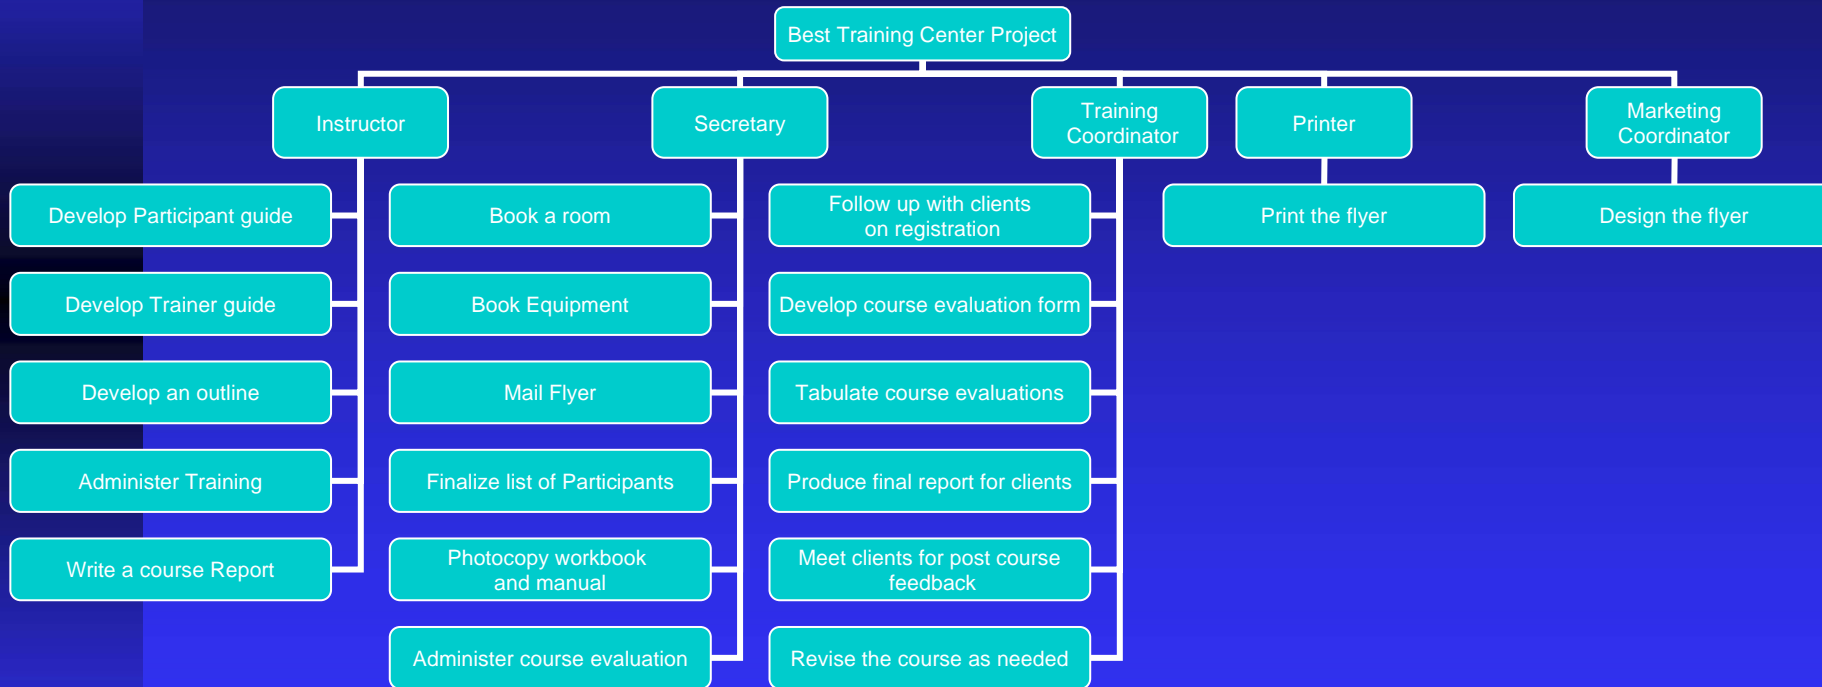 Best Training Center Project
Instructor
Secretary
Training
Coordinator
Printer
Marketing
Coordinator
Develop Participant guide
Book a room
Follow up with clients
on registration
Print the flyer
Design the flyer
Develop Trainer guide
Book Equipment
Develop course evaluation form
Develop an outline
Mail Flyer
Tabulate course evaluations
Administer Training
Finalize list of Participants
Produce final report for clients
Write a course Report
Photocopy workbook
and manual
Meet clients for post course
feedback
Administer course evaluation
Revise the course as needed